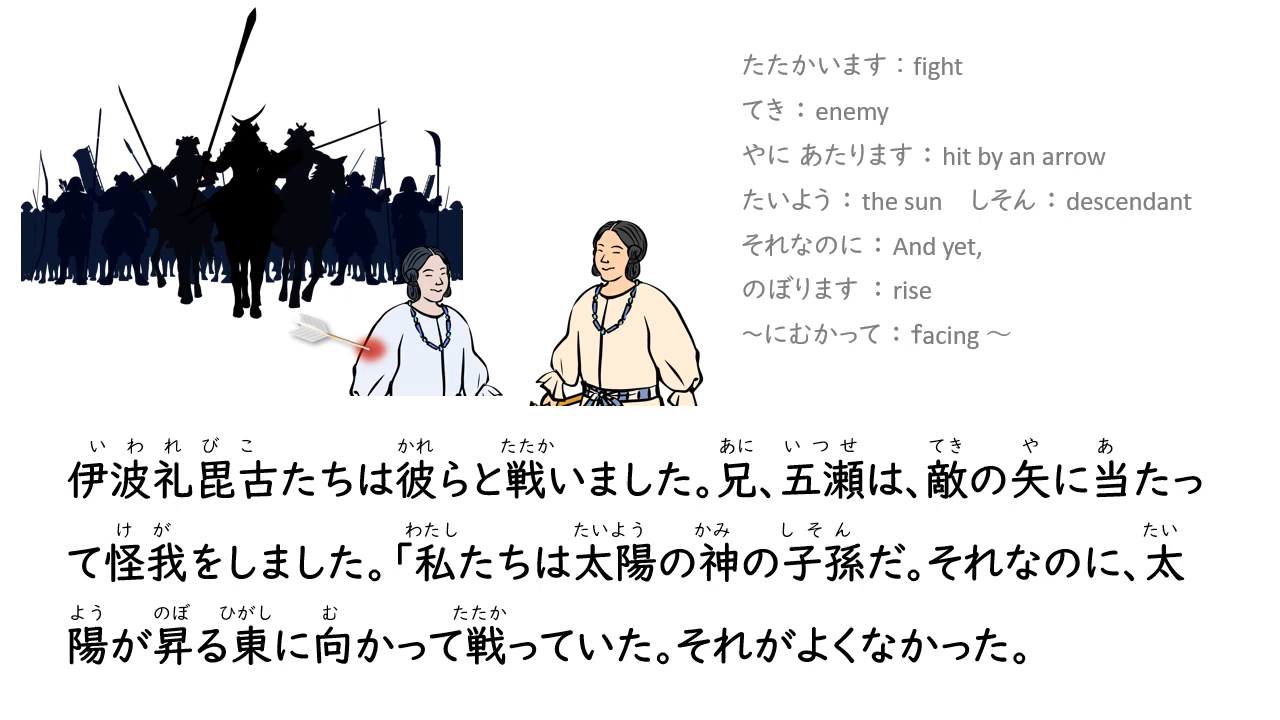 たたかいます：fight
てき：enemy
やに あたります：hit by an arrow
たいよう：the sun　しそん：descendant
それなのに：And yet,
のぼります ：rise
～にむかって：facing ～
いわれびこ かれ たたか あに いつせ てき や あ
伊波礼毘古たちは彼らと戦いました。兄、五瀬は、敵の矢に当たっ
けが わたし たいよう かみ しそん たい
て怪我をしました。「私たちは太陽の神の子孫だ。それなのに、太
よう のぼ ひがし む たたか
陽が昇る東に向かって戦っていた。それがよくなかった。